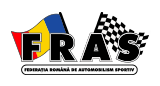 FRAS
FEDERAȚIA ROMÂNĂ DE AUTOMOBILISM SPORTIV